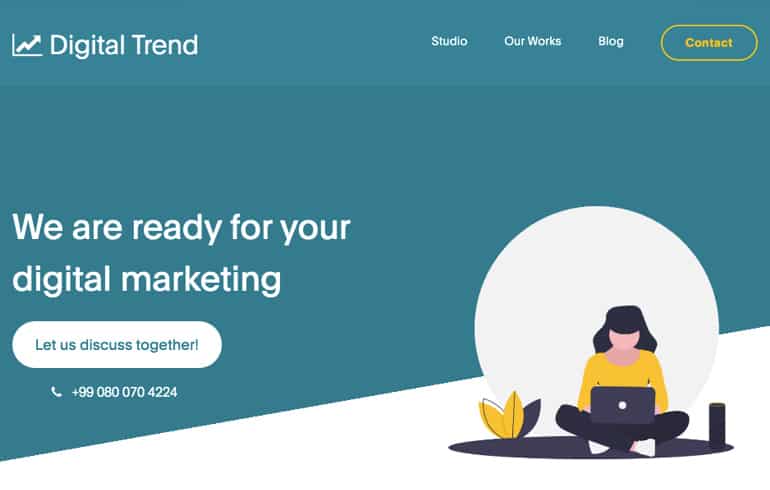 Digital Trend
Studio
Our Works
Blog
Contact
We are ready for your
digital marketing
Let us discuss together!
+99 080 070 4224